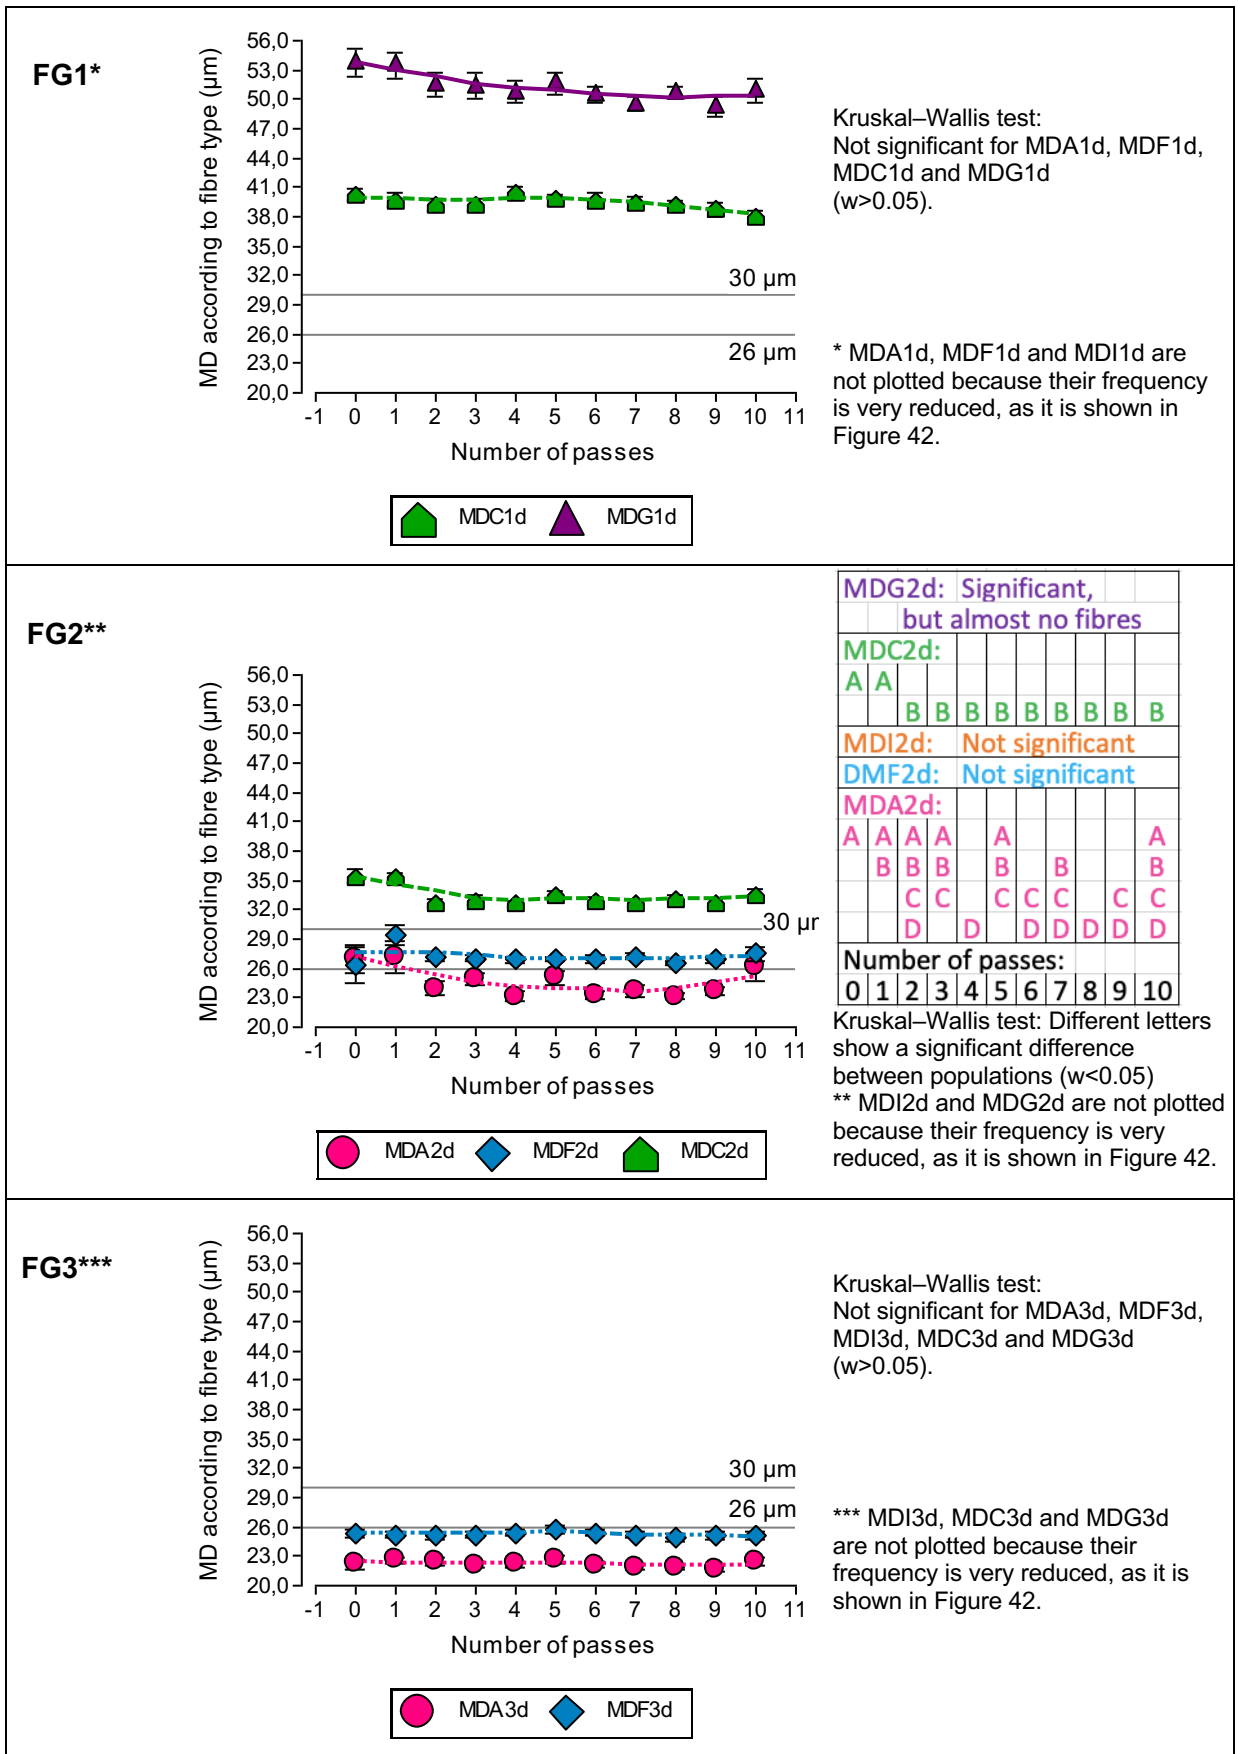 FG1*
MD according to fibre type (µm)
56,0
53,0
50,0
47,0
44,0
41,0
38,0
35,0
32,0
29,0
26,0
23,0
20,0
30 µm
26 µm
-1 0 1 2 3 4 5 6 7 8 9 10 11
Number of passes
MDC1d MDG1d
Kruskal–Wallis test:
Not significant for MDA1d, MDF1d,
MDC1d and MDG1d
(w>0.05).
* MDA1d, MDF1d and MDI1d are
not plotted because their frequency
is very reduced, as it is shown in
Figure 42.
FG2**
MD according to fibre type (µm)
56,0
53,0
50,0
47,0
44,0
41,0
38,0
35,0
32,0
29,0
26,0
23,0
20,0
30 µr
-1 0 1 2 3 4 5 6 7 8 9 10 11
Number of passes
MDA2d MDF2d MDC2d
MDG2d: Significant,
but almost no fibres
MDC2d:
A A
B B B B B B B B B
MDI2d: Not significant
DMF2d: Not significant
MDA2d:
A A A A A A
B B B B B B
C C C C C C C
D D D D D D D
Number of passes:
0 1 2 3 4 5 6 7 8 9 10
Kruskal–Wallis test: Different letters
show a significant difference
between populations (w<0.05)
** MDI2d and MDG2d are not plotted
because their frequency is very
reduced, as it is shown in Figure 42.
FG3***
MD according to fibre type (µm)
56,0
53,0
50,0
47,0
44,0
41,0
38,0
35,0
32,0
29,0
26,0
23,0
20,0
30 µm
26 µm
-1 0 1 2 3 4 5 6 7 8 9 10 11
Number of passes
MDA3d MDF3d
Kruskal–Wallis test:
Not significant for MDA3d, MDF3d,
MDI3d, MDC3d and MDG3d
(w>0.05).
*** MDI3d, MDC3d and MDG3d
are not plotted because their
frequency is very reduced, as it is
shown in Figure 42.